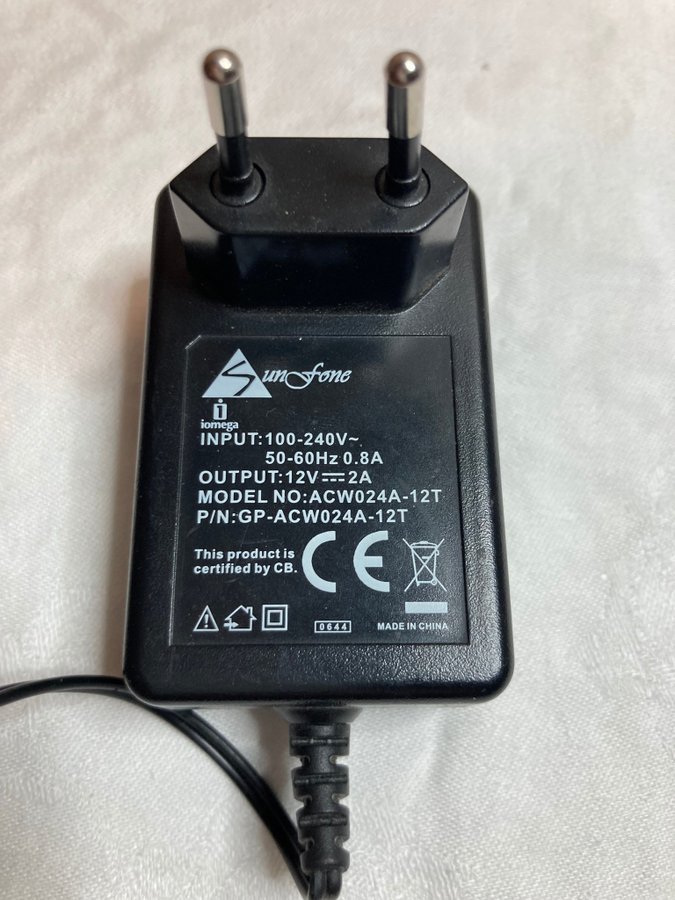 SunFone
iomega
INPUT:100-240V~
50-60Hz 0.8A
OUTPUT:12V⎓2A
MODEL NO:ACW024A-12T
P/N:GP-ACW024A-12T
This product is
certified by CB.
CE
0644
MADE IN CHINA